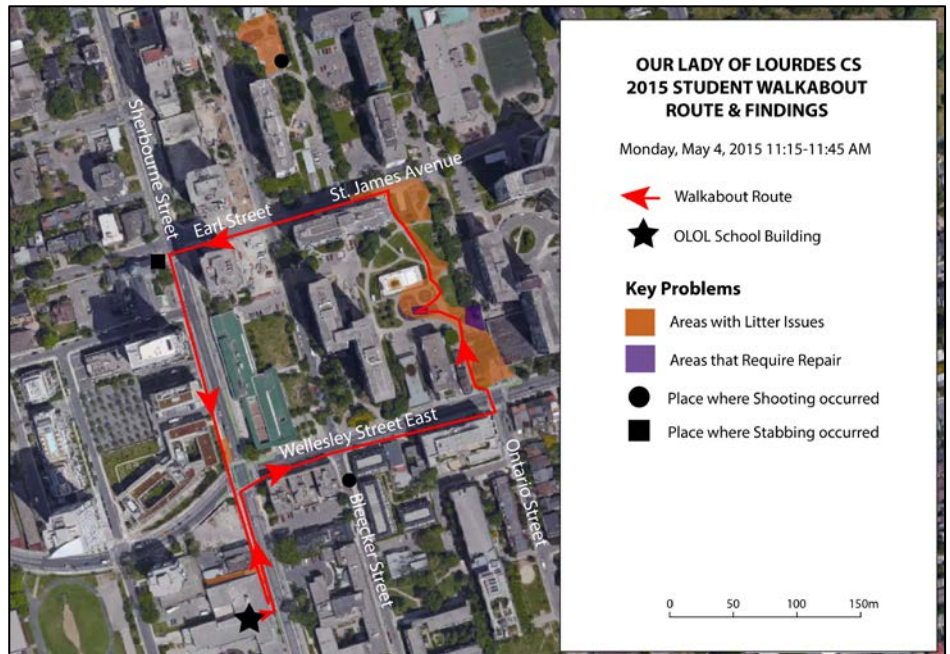 OUR LADY OF LOURDES CS
2015 STUDENT WALKABOUT
ROUTE & FINDINGS
Monday, May 4, 2015 11:15-11:45 AM
Walkabout Route
OLOL School Building
Key Problems
Areas with Litter Issues
Areas that Require Repair
Place where Shooting occurred
Place where Stabbing occurred
0 50 100 150m
Sherbourne Street
Earl Street
St. James Avenue
Wellesley Street East
Bleecker Street
Ontario Street